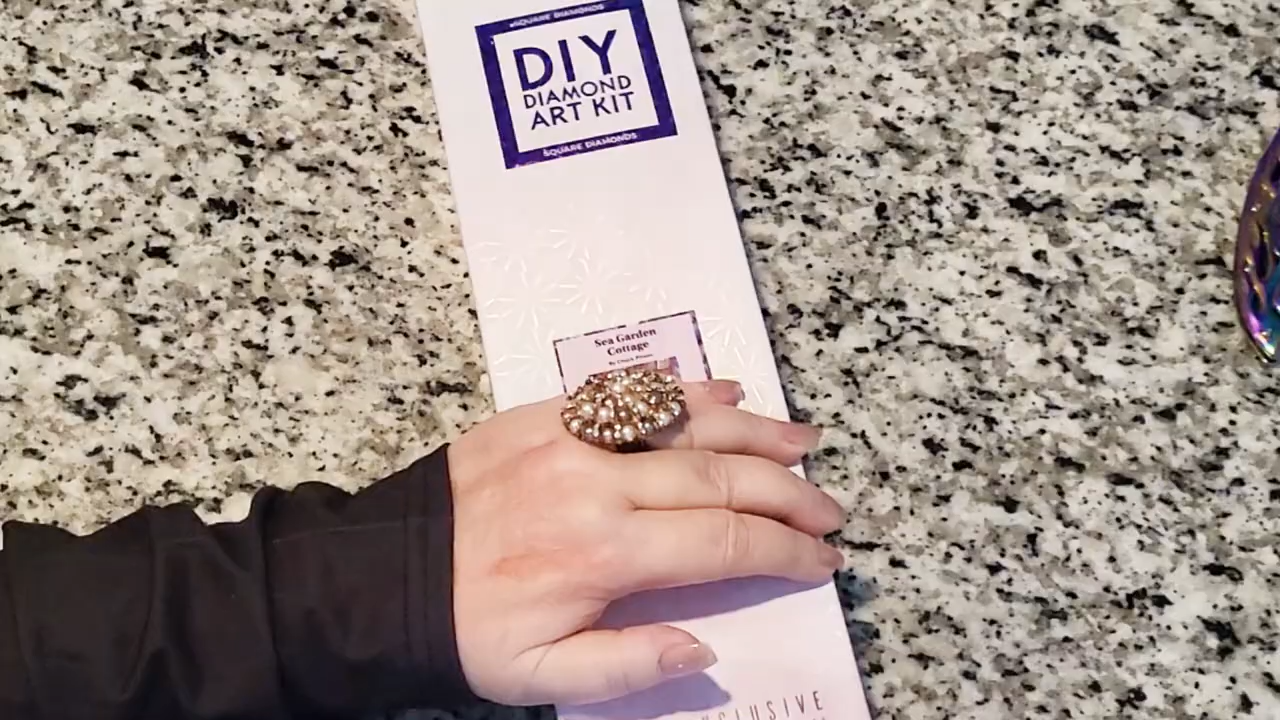 SQUARE DIAMONDS
DIY
DIAMOND
ART KIT
SQUARE DIAMONDS
Sea Garden
Cottage